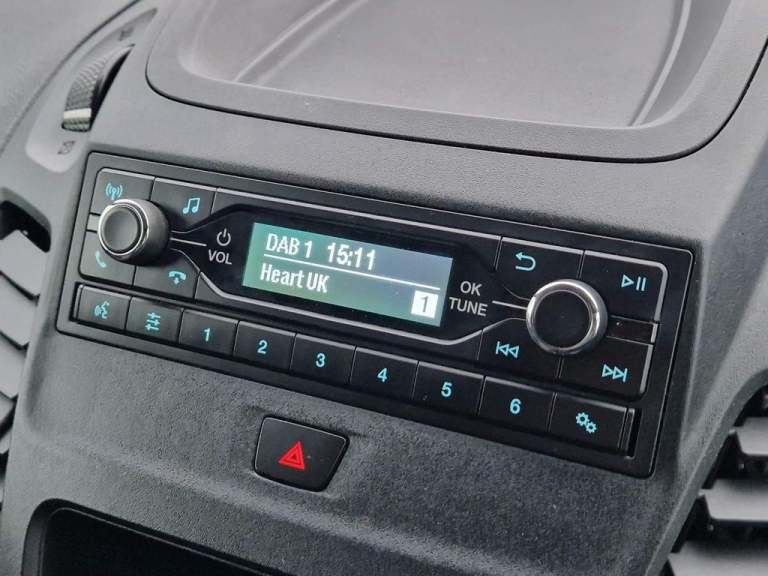 DAB 1 15:11
Heart UK
1
VOL
OK
TUNE
1 2 3 4 5 6